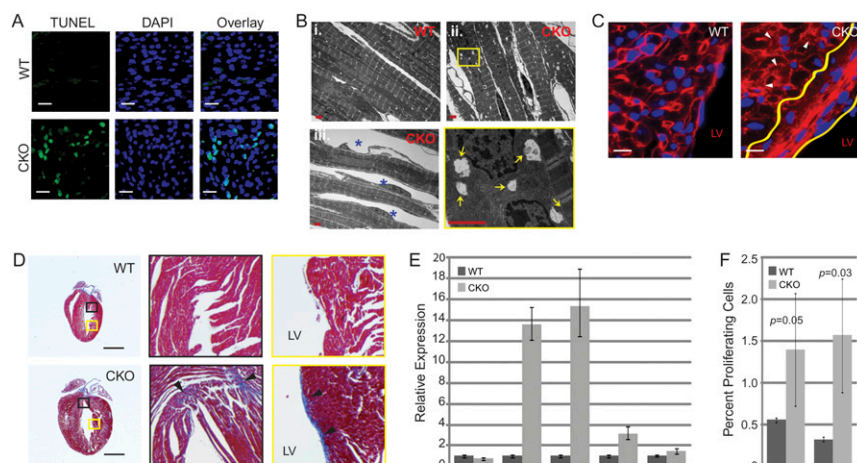 A
TUNEL
DAPI
Overlay
WT
CKO
B
i.
WT
ii.
CKO
iii.
CKO
*
*
*
C
WT
LV
CKO
LV
D
WT
LV
CKO
LV
E
WT
CKO
Relative Expression
20
18
16
14
12
10
8
6
4
2
0
F
WT
CKO
Percent Proliferating Cells
2.5
2.0
1.5
1.0
0.5
0
p=0.05
p=0.03